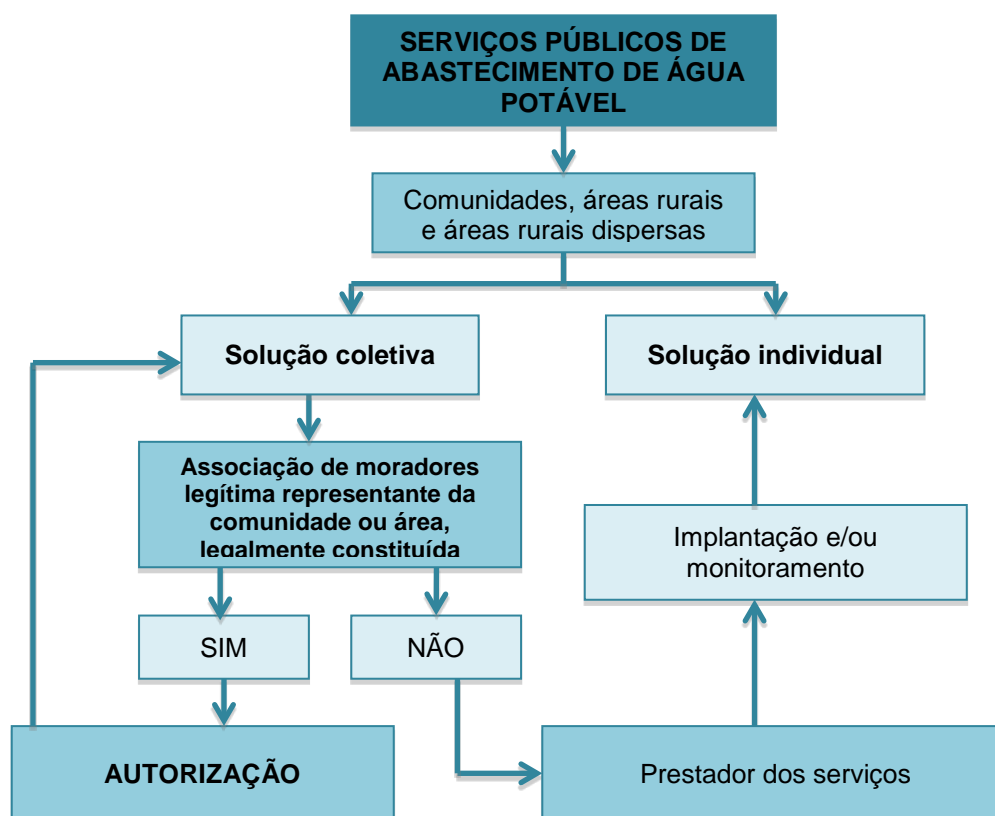 SERVIÇOS PÚBLICOS DE
ABASTECIMENTO DE ÁGUA
POTÁVEL
Comunidades, áreas rurais
e áreas rurais dispersas
Solução coletiva
Solução individual
Associação de moradores
legítima representante da
comunidade ou área,
legalmente constituída
Implantação e/ou
monitoramento
SIM
NÃO
AUTORIZAÇÃO
Prestador dos serviços